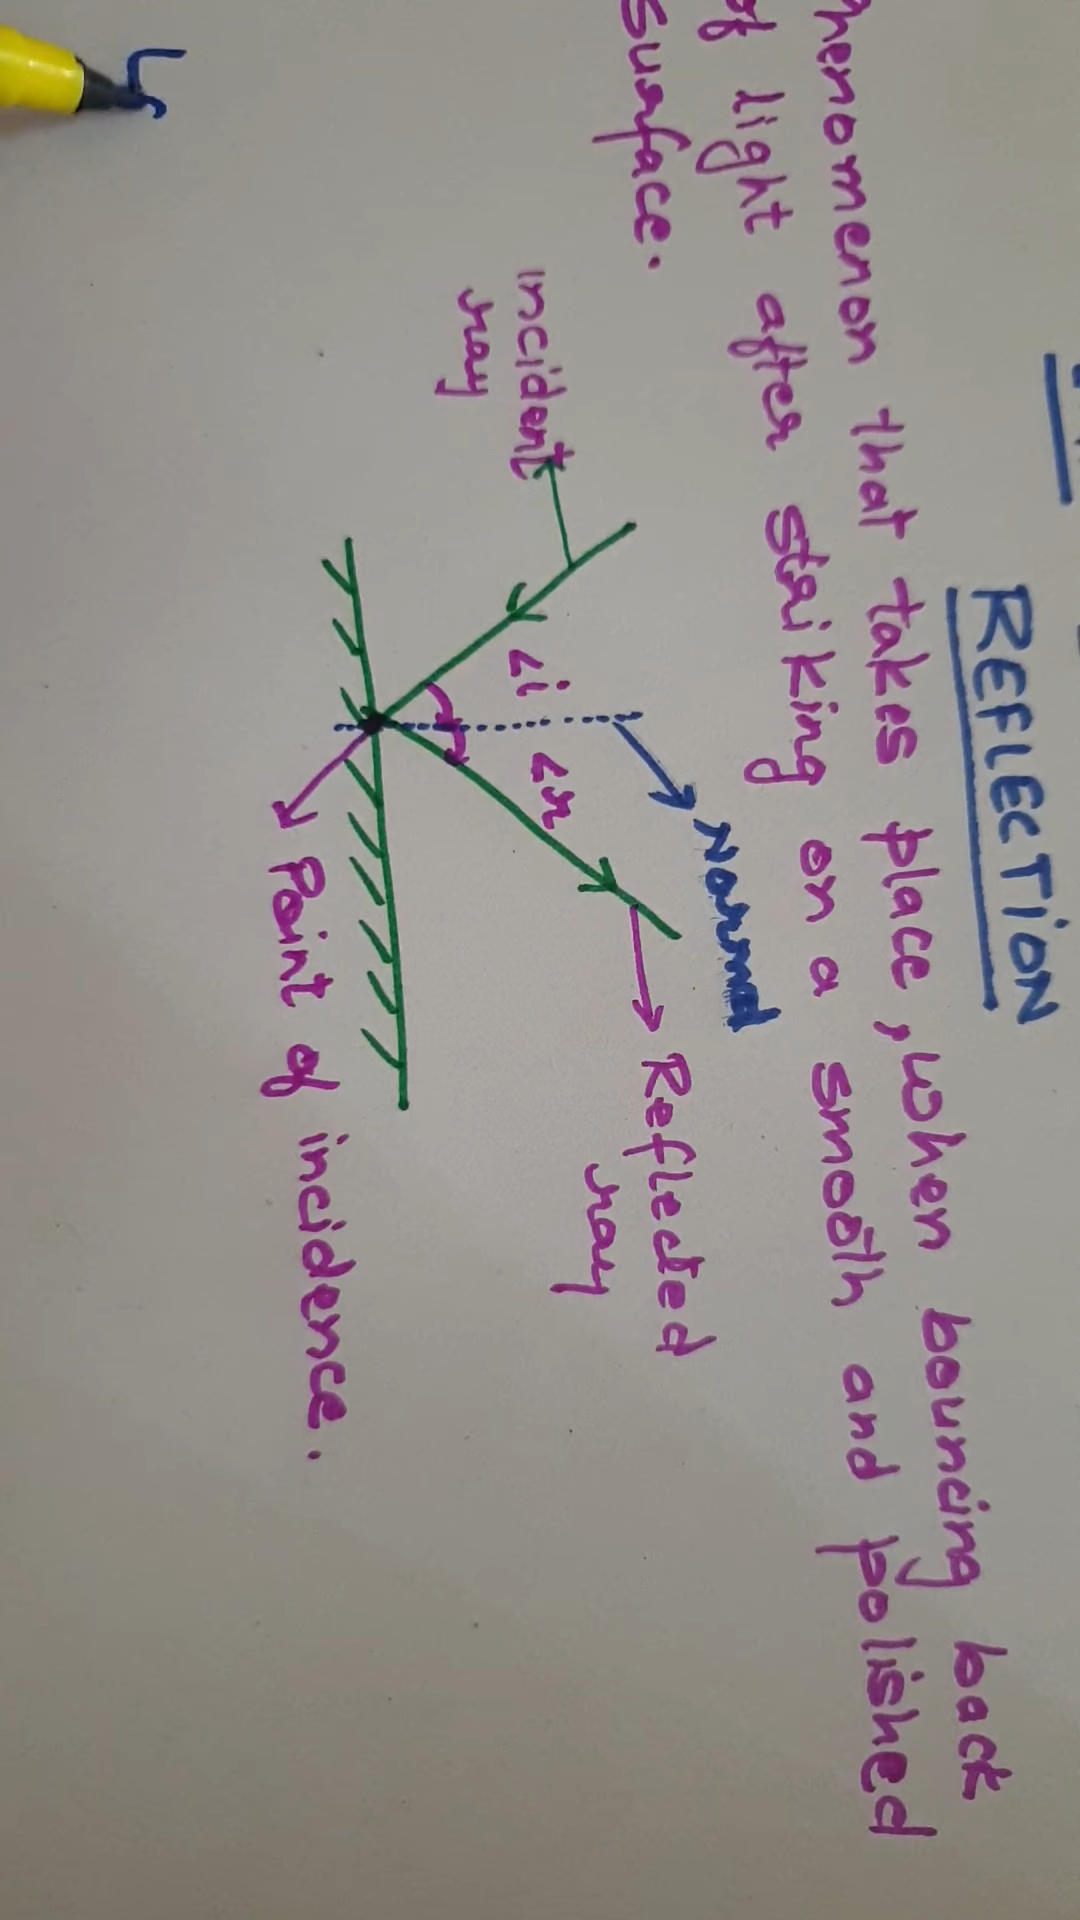 REFLECTION
henomenon that takes place, when bouncing back
of light after striking on a smooth and polished
surface.
Normal
incident
ray
∠i
∠r
Reflected
ray
Point of incidence.